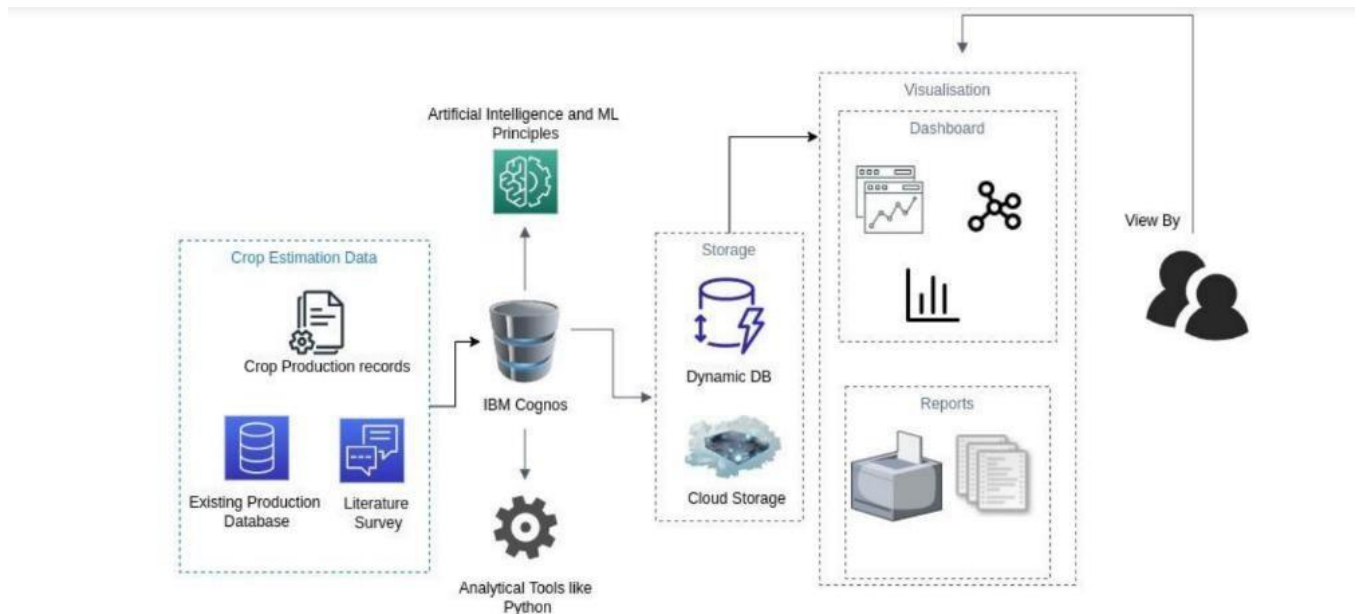 Artificial Intelligence and ML
Principles
Crop Estimation Data
Crop Production records
Existing Production
Database
Literature
Survey
IBM Cognos
Analytical Tools like
Python
Storage
Dynamic DB
Cloud Storage
Visualisation
Dashboard
Reports
View By